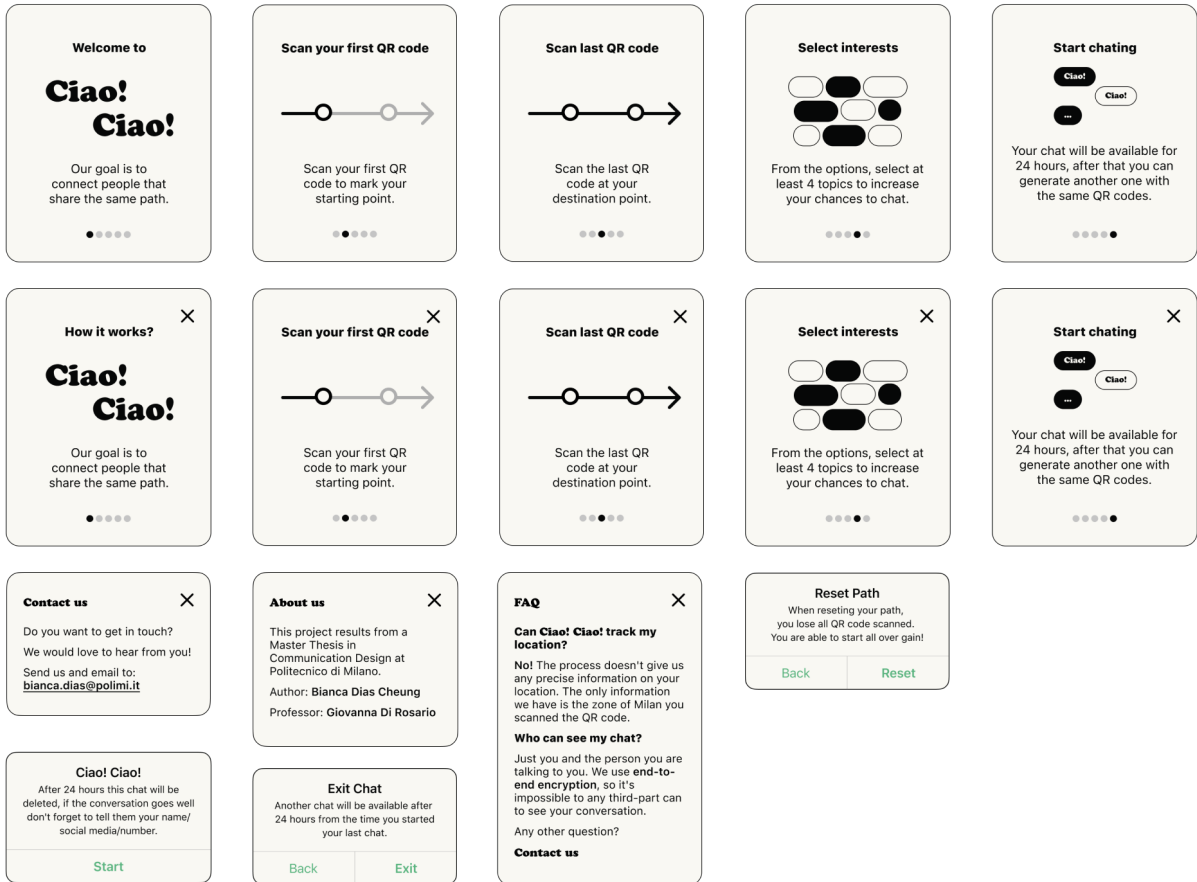 Welcome to
Ciao!
Ciao!
Our goal is to
connect people that
share the same path.
Scan your first QR code
Scan your first QR
code to mark your
starting point.
Scan last QR code
Scan the last QR
code at your
destination point.
Select interests
From the options, select at
least 4 topics to increase
your chances to chat.
Start chating
Ciao!
Ciao!
...
Your chat will be available for
24 hours, after that you can
generate another one with
the same QR codes.
How it works?
Ciao!
Ciao!
Our goal is to
connect people that
share the same path.
Scan your first QR code
Scan your first QR
code to mark your
starting point.
Scan last QR code
Scan the last QR
code at your
destination point.
Select interests
From the options, select at
least 4 topics to increase
your chances to chat.
Start chating
Ciao!
Ciao!
...
Your chat will be available for
24 hours, after that you can
generate another one with
the same QR codes.
Contact us
Do you want to get in touch?
We would love to hear from you!
Send us and email to:
bianca.dias@polimi.it
About us
This project results from a
Master Thesis in
Communication Design at
Politecnico di Milano.
Author: Bianca Dias Cheung
Professor: Giovanna Di Rosario
FAQ
Can Ciao! Ciao! track my
location?
No! The process doesn't give us
any precise information on your
location. The only information
we have is the zone of Milan you
scanned the QR code.
Who can see my chat?
Just you and the person you are
talking to you. We use end-to-
end encryption, so it's
impossible to any third-part can
to see your conversation.
Any other question?
Contact us
Reset Path
When reseting your path,
you lose all QR code scanned.
You are able to start all over gain!
Back
Reset
Ciao! Ciao!
After 24 hours this chat will be
deleted, if the conversation goes well
don't forget to tell them your name/
social media/number.
Start
Exit Chat
Another chat will be available after
24 hours from the time you started
your last chat.
Back
Exit